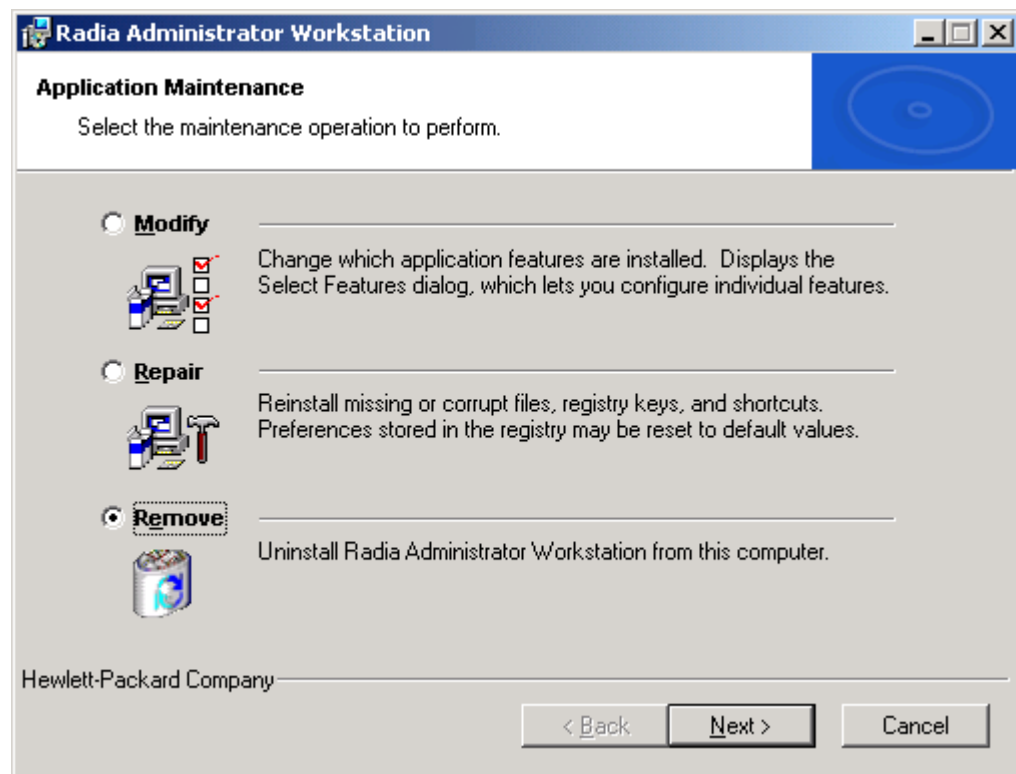 Radia Administrator Workstation
Application Maintenance
Select the maintenance operation to perform.
Modify
Change which application features are installed.  Displays the
Select Features dialog, which lets you configure individual features.
Repair
Reinstall missing or corrupt files, registry keys, and shortcuts.
Preferences stored in the registry may be reset to default values.
Remove
Uninstall Radia Administrator Workstation from this computer.
Hewlett-Packard Company
< Back
Next >
Cancel